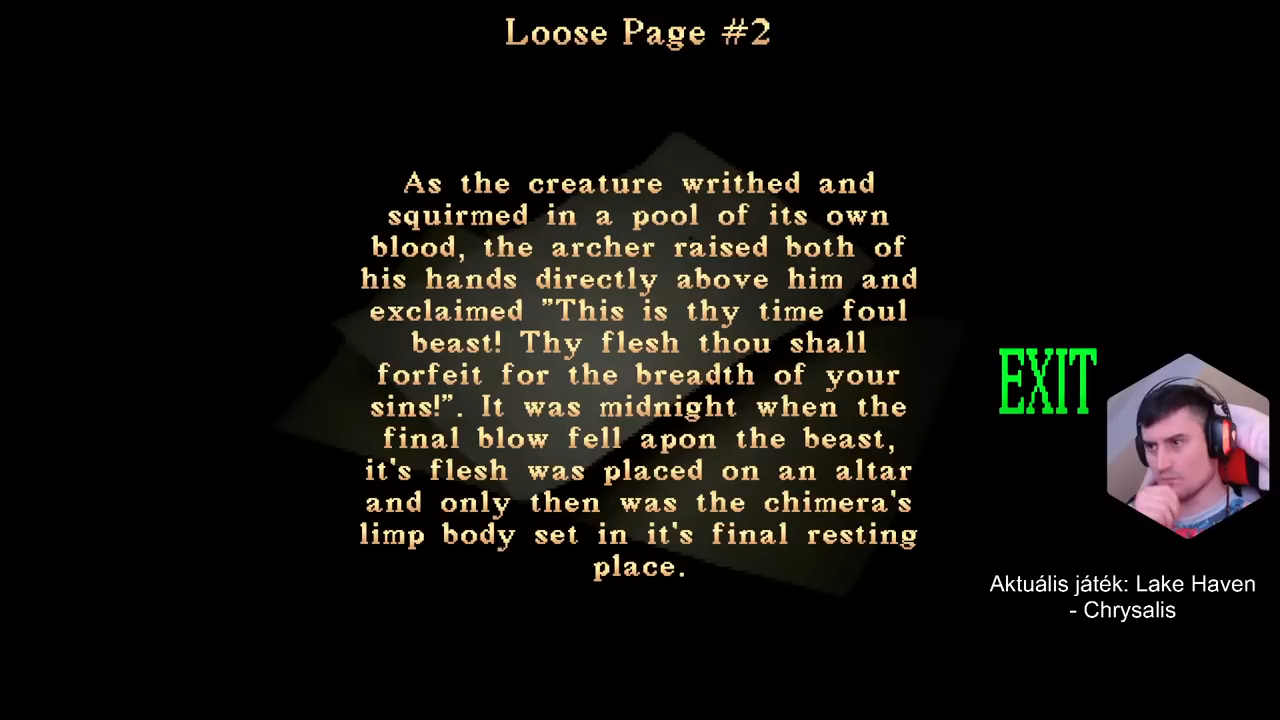 Loose Page #2
As the creature writhed and
squirmed in a pool of its own
blood, the archer raised both of
his hands directly above him and
exclaimed "This is thy time foul
beast! Thy flesh thou shall
forfeit for the breadth of your
sins!". It was midnight when the
final blow fell apon the beast,
it's flesh was placed on an altar
and only then was the chimera's
limp body set in it's final resting
place.
EXIT
Aktuális játék: Lake Haven
- Chrysalis